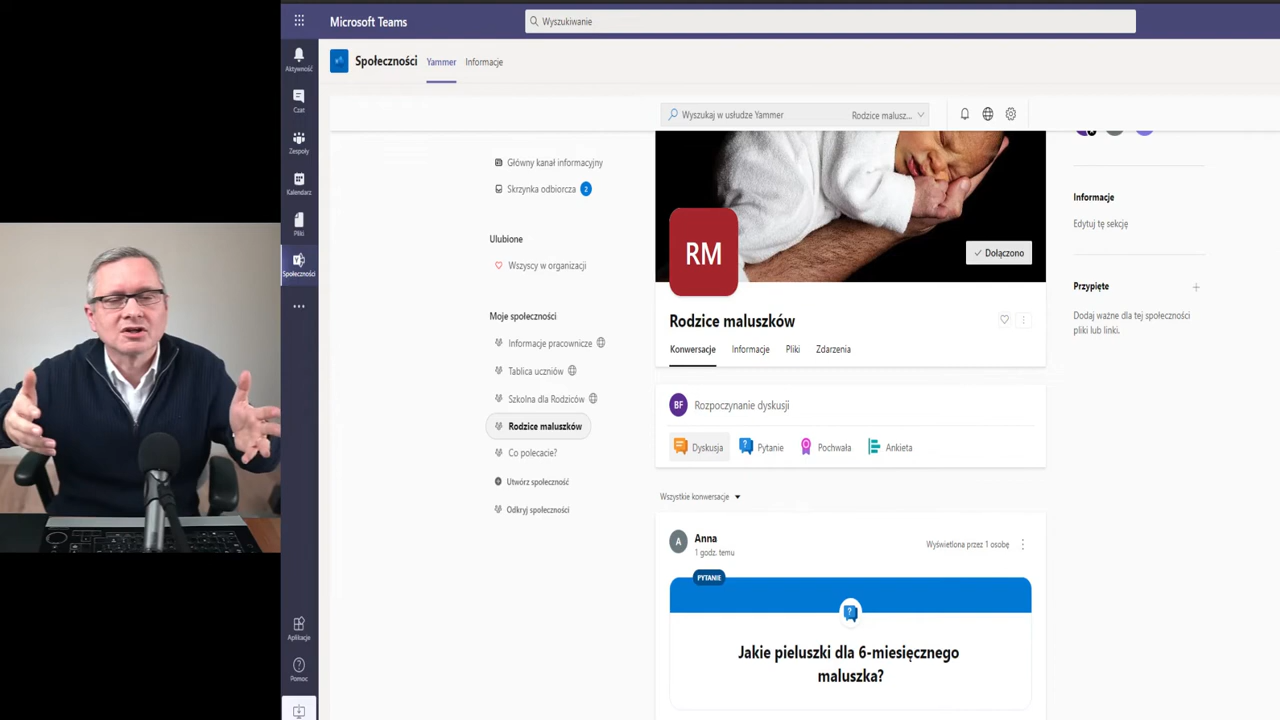 Microsoft Teams
Wyszukiwanie
Aktywność
Czat
Zespoły
Kalendarz
Pliki
Społeczności
Aplikacje
Pomoc
Społeczności
Yammer
Informacje
Wyszukaj w usłudze Yammer
Rodzice malusz...
Główny kanał informacyjny
Skrzynka odbiorcza 2
Ulubione
Wszyscy w organizacji
Moje społeczności
Informacje pracownicze
Tablica uczniów
Szkolna dla Rodziców
Rodzice maluszków
Co polecacie?
Utwórz społeczność
Odkryj społeczności
RM
Dołączono
Rodzice maluszków
Konwersacje
Informacje
Pliki
Zdarzenia
BF
Rozpoczynanie dyskusji
Dyskusja
Pytanie
Pochwała
Ankieta
Wszystkie konwersacje
A
Anna
1 godz. temu
Wyświetlona przez 1 osobę
PYTANIE
Jakie pieluszki dla 6-miesięcznego
maluszka?
Informacje
Edytuj tę sekcję
Przypięte
Dodaj ważne dla tej społeczności
pliki lub linki.